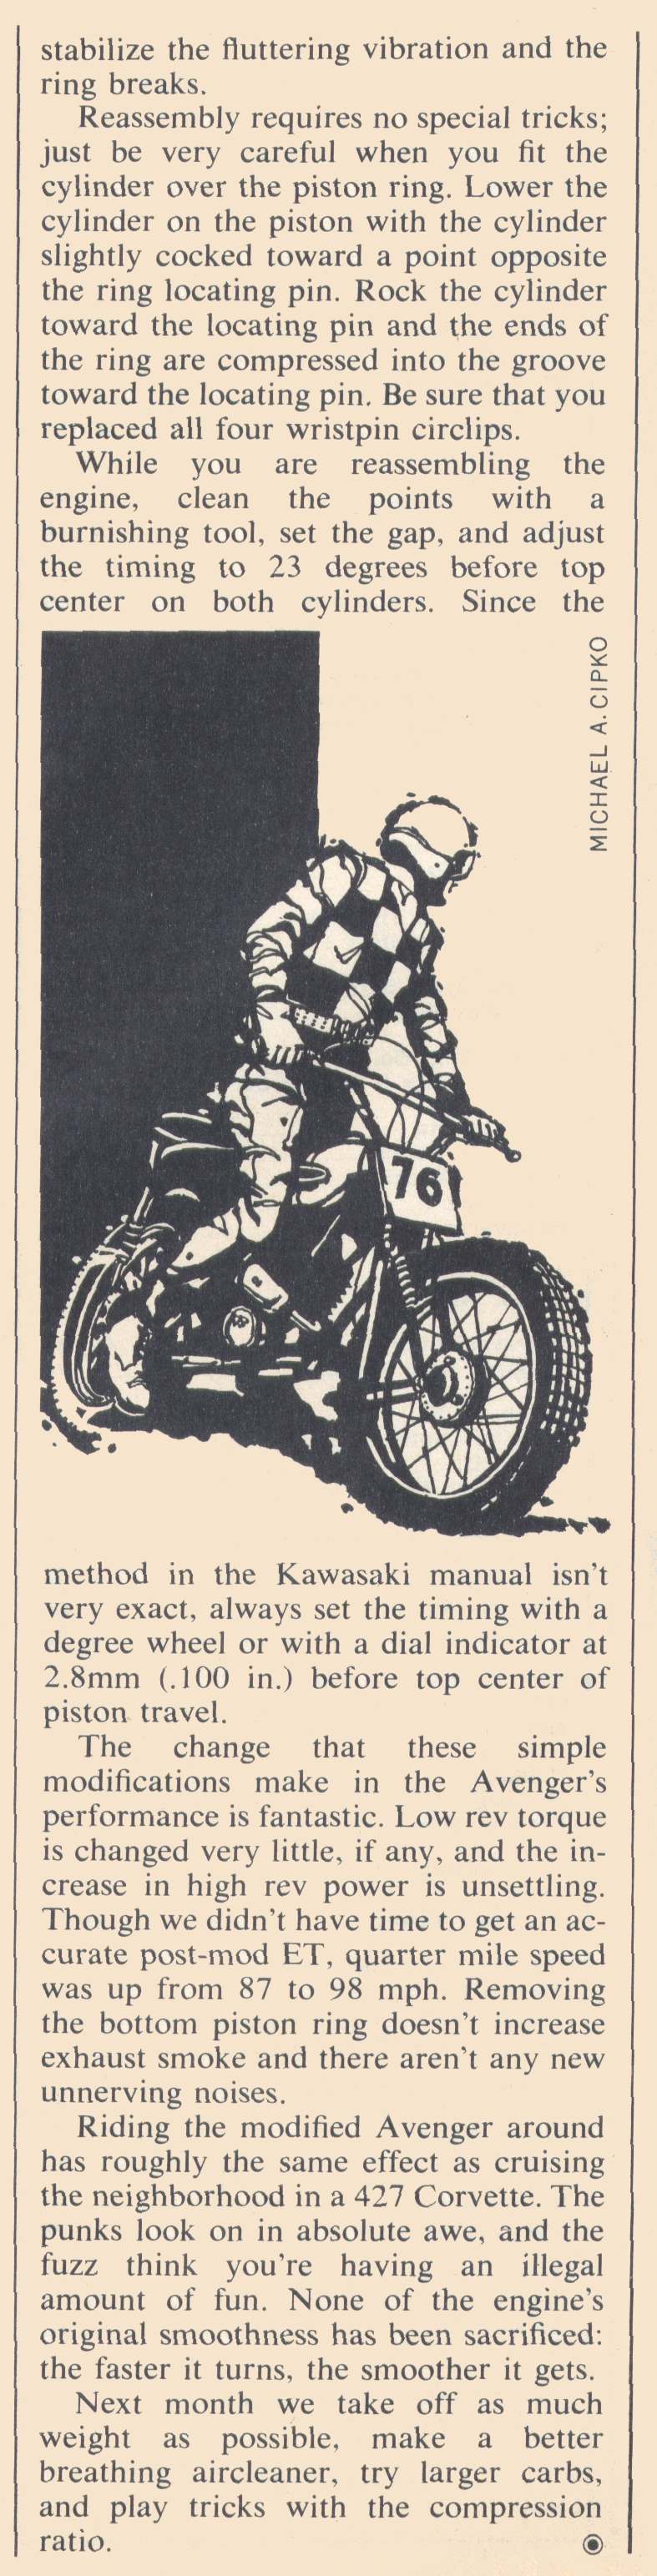 stabilize the fluttering vibration and the
ring breaks.
Reassembly requires no special tricks;
just be very careful when you fit the
cylinder over the piston ring. Lower the
cylinder on the piston with the cylinder
slightly cocked toward a point opposite
the ring locating pin. Rock the cylinder
toward the locating pin and the ends of
the ring are compressed into the groove
toward the locating pin. Be sure that you
replaced all four wristpin circlips.
While you are reassembling the
engine, clean the points with a
burnishing tool, set the gap, and adjust
the timing to 23 degrees before top
center on both cylinders. Since the
MICHAEL A. CIPKO
76
method in the Kawasaki manual isn't
very exact, always set the timing with a
degree wheel or with a dial indicator at
2.8mm (.100 in.) before top center of
piston travel.
The change that these simple
modifications make in the Avenger's
performance is fantastic. Low rev torque
is changed very little, if any, and the in-
crease in high rev power is unsettling.
Though we didn't have time to get an ac-
curate post-mod ET, quarter mile speed
was up from 87 to 98 mph. Removing
the bottom piston ring doesn't increase
exhaust smoke and there aren't any new
unnerving noises.
Riding the modified Avenger around
has roughly the same effect as cruising
the neighborhood in a 427 Corvette. The
punks look on in absolute awe, and the
fuzz think you're having an illegal
amount of fun. None of the engine's
original smoothness has been sacrificed:
the faster it turns, the smoother it gets.
Next month we take off as much
weight as possible, make a better
breathing aircleaner, try larger carbs,
and play tricks with the compression
ratio.